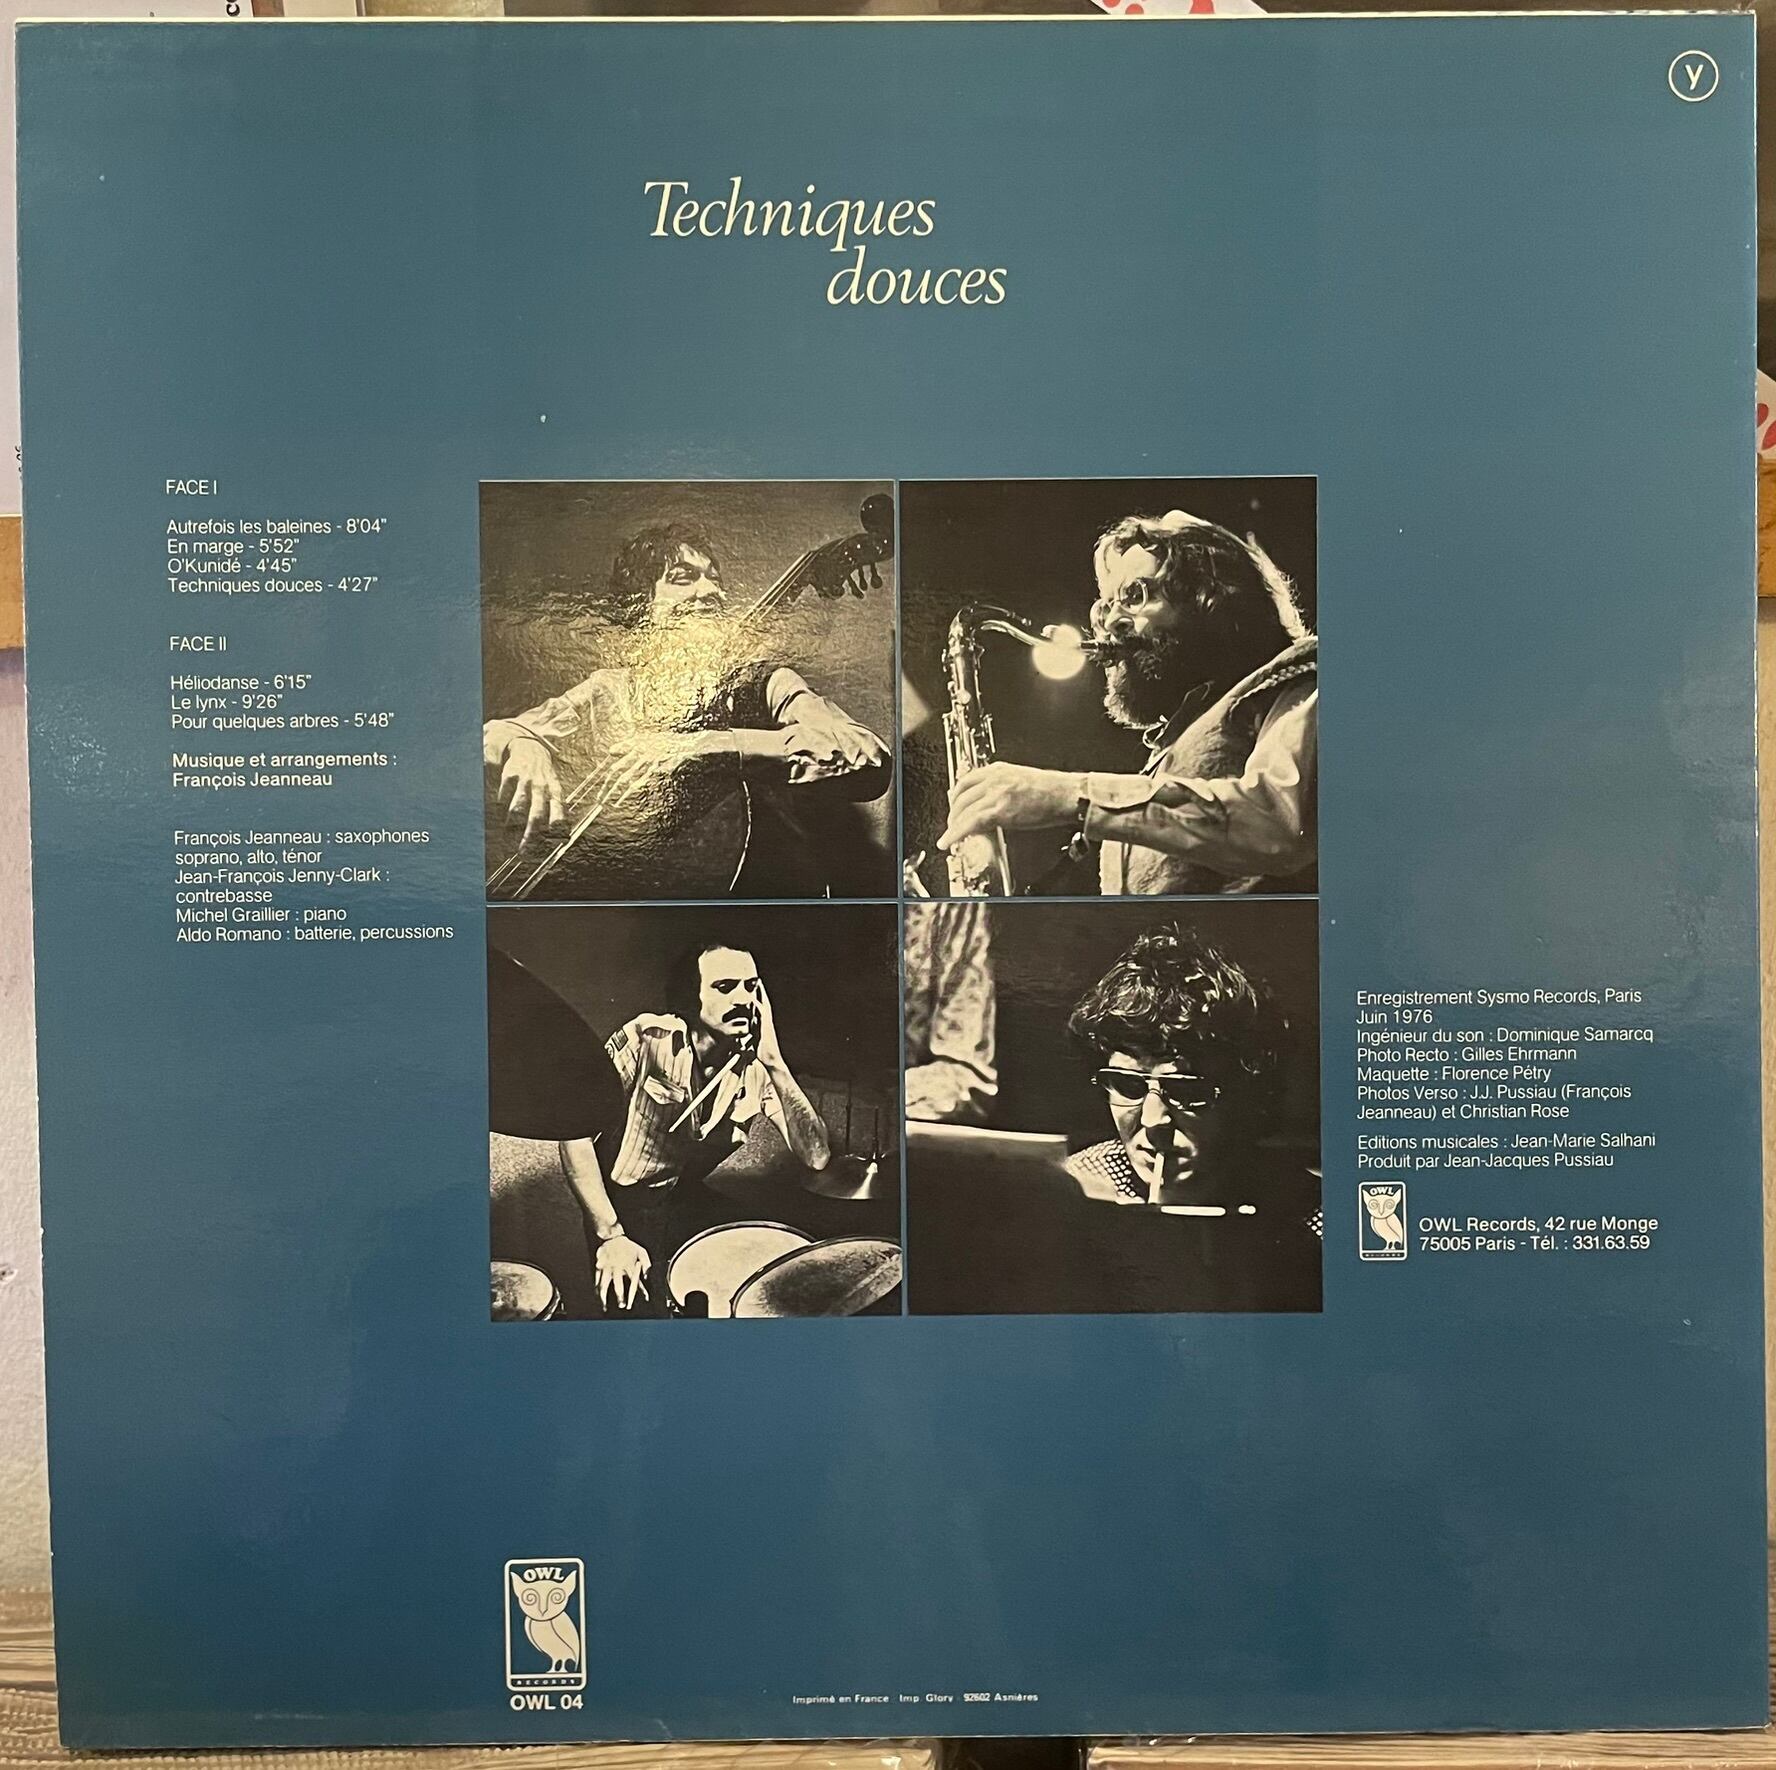 y
Techniques
douces
FACE I
Autrefois les baleines - 8'04"
En marge - 5'52"
O'Kunidé - 4'45"
Techniques douces - 4'27"
FACE II
Héliodanse - 6'15"
Le lynx - 9'26"
Pour quelques arbres - 5'48"
Musique et arrangements :
François Jeanneau
François Jeanneau : saxophones
soprano, alto, ténor
Jean-François Jenny-Clark :
contrebasse
Michel Graillier : piano
Aldo Romano : batterie, percussions
Enregistrement Sysmo Records, Paris
Juin 1976
Ingénieur du son : Dominique Samarcq
Photo Recto : Gilles Ehrmann
Maquette : Florence Pétry
Photos Verso : J.J. Pussiau (François
Jeanneau) et Christian Rose
Editions musicales : Jean-Marie Salhani
Produit par Jean-Jacques Pussiau
OWL
RECORDS
OWL Records, 42 rue Monge
75005 Paris - Tél. : 331.63.59
OWL
RECORDS
OWL 04
Imprimé en France Imp. Glory - 92602 Asnières